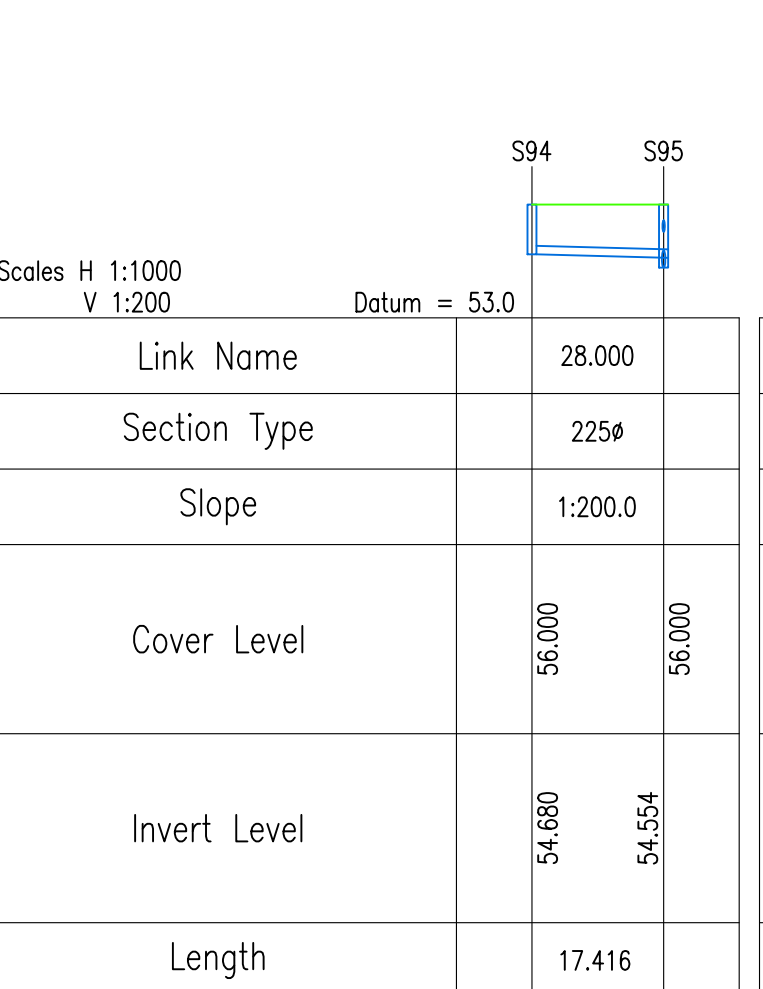 S94 S95
Scales H 1:1000
V 1:200 Datum = 53.0
Link Name 28.000
Section Type 225ø
Slope 1:200.0
Cover Level 56.000 56.000
Invert Level 54.680 54.554
Length 17.416